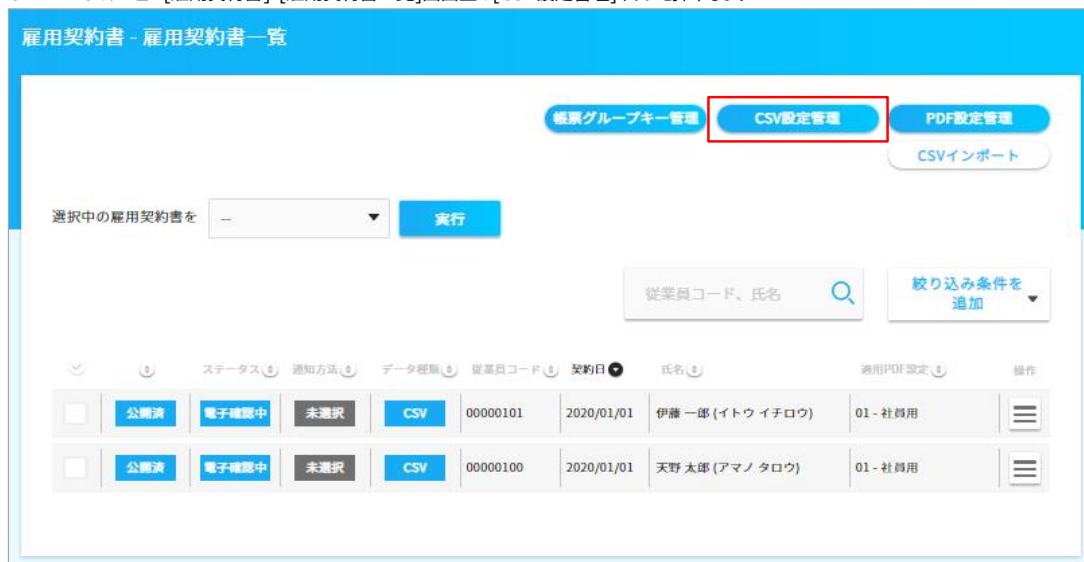 雇用契約書 - 雇用契約書一覧
帳票グループキー管理 CSV設定管理 PDF設定管理
CSVインポート
選択中の雇用契約書を -- 実行
従業員コード、氏名 絞り込み条件を
追加
ステータス 通知方法 データ種類 従業員コード 契約日 氏名 適用PDF設定 操作
公開済 電子確認中 未選択 CSV 00000101 2020/01/01 伊藤 一郎 (イトウ イチロウ) 01 - 社員用
公開済 電子確認中 未選択 CSV 00000100 2020/01/01 天野 太郎 (アマノ タロウ) 01 - 社員用